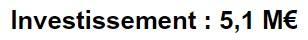 Investissement : 5,1 M€